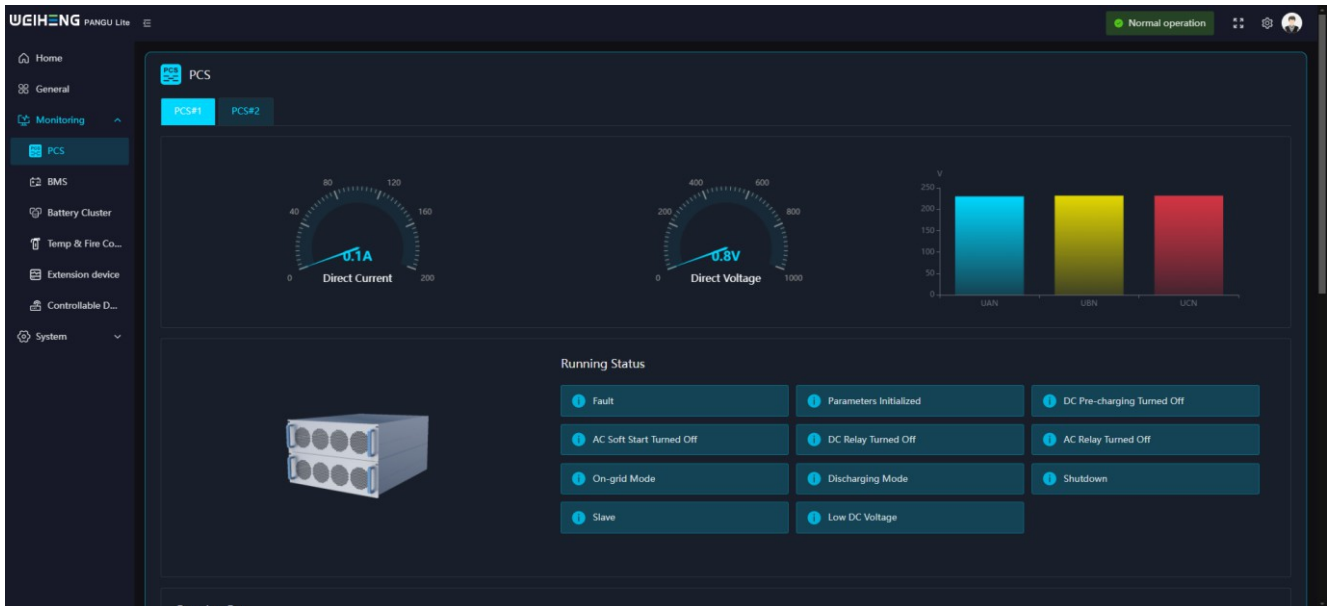 WEIHENG PANGU Lite
Normal operation
Home
General
Monitoring
PCS
BMS
Battery Cluster
Temp & Fire Co...
Extension device
Controllable D...
System
PCS
PCS
PCS#1 PCS#2
0 40 80 120 160 200
0.1A
Direct Current
0 200 400 600 800 1000
0.8V
Direct Voltage
V
250
200
150
100
50
0
UAN UBN UCN
Running Status
Fault Parameters Initialized DC Pre-charging Turned Off
AC Soft Start Turned Off DC Relay Turned Off AC Relay Turned Off
On-grid Mode Discharging Mode Shutdown
Slave Low DC Voltage